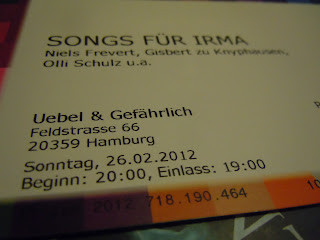 SONGS FÜR IRMA
Niels Frevert, Gisbert zu Knyphausen,
Olli Schulz u.a.
Uebel & Gefährlich
Feldstrasse 66
20359 Hamburg
Sonntag, 26.02.2012
Beginn: 20:00, Einlass: 19:00
2012.718.190.464